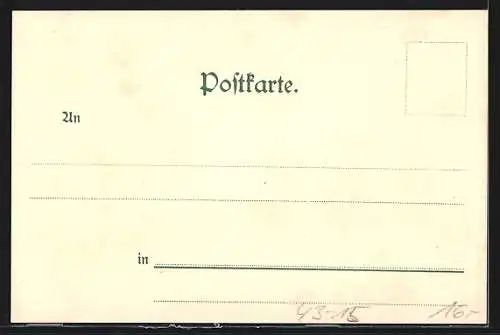 Poſtkarte.
An
in
43-15 16.-